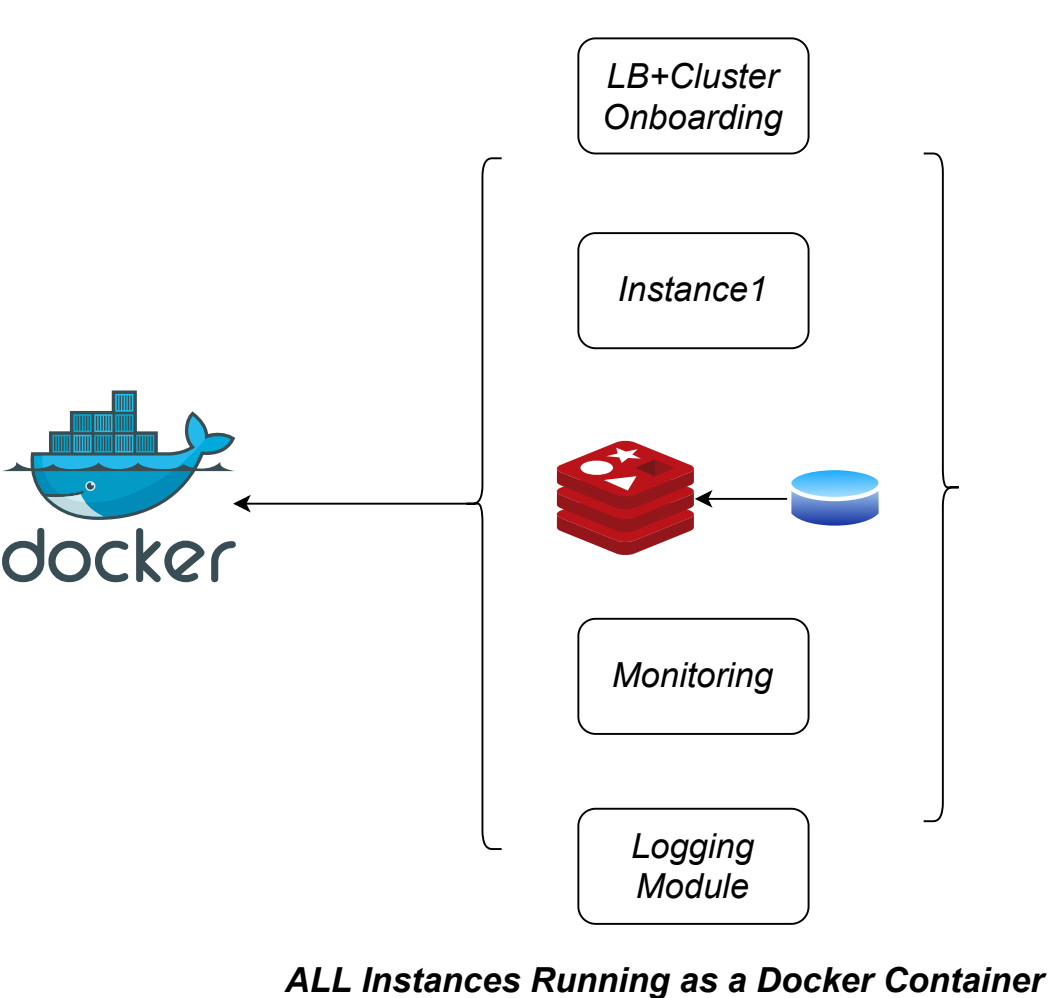 LB+Cluster
Onboarding
Instance1
docker
Monitoring
Logging
Module
ALL Instances Running as a Docker Container